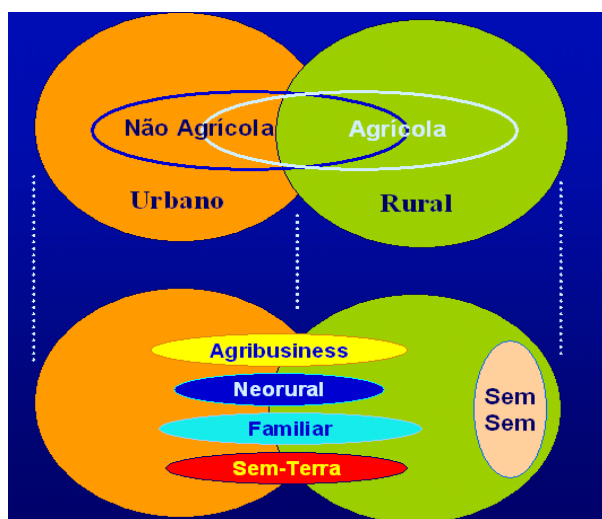 Não Agrícola
Agrícola
Urbano
Rural
Agribusiness
Neorural
Familiar
Sem-Terra
Sem
Sem